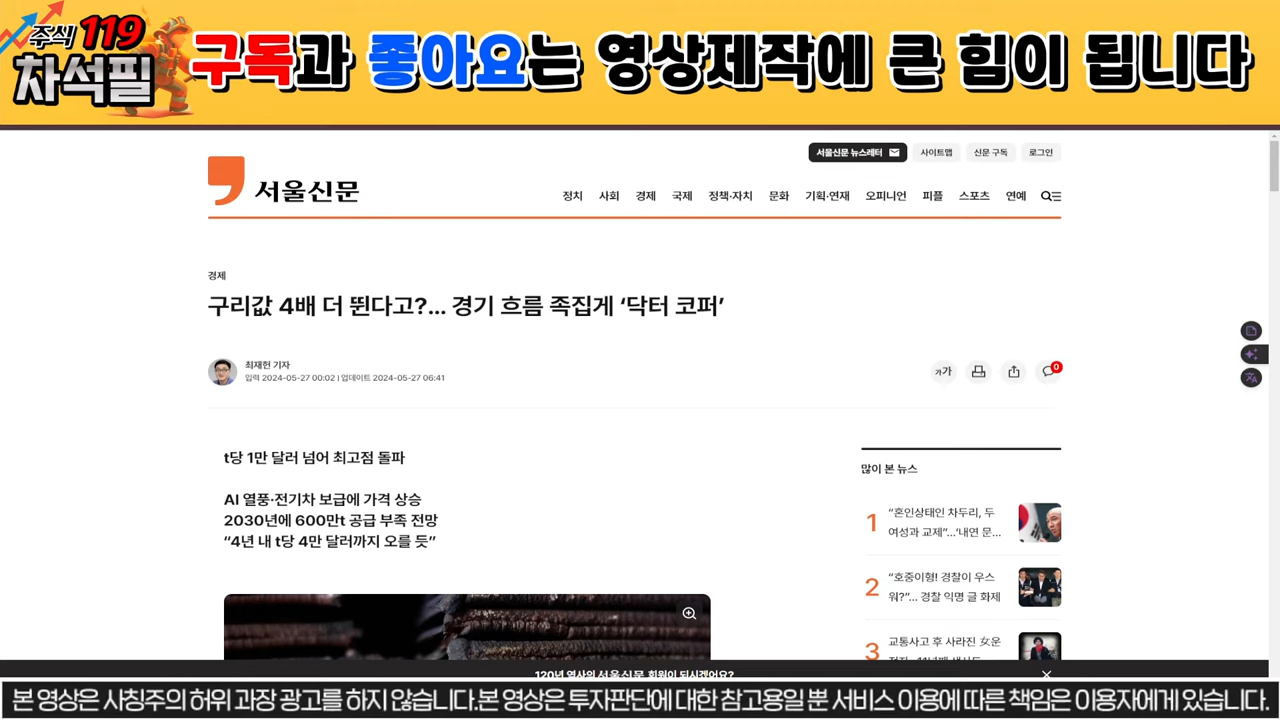 주식 119
차석필
구독과 좋아요는 영상제작에 큰 힘이 됩니다
서울신문 뉴스레터 사이트맵 신문 구독 로그인
서울신문
정치 사회 경제 국제 정책·자치 문화 기획·연재 오피니언 피플 스포츠 연예
경제
구리값 4배 더 뛴다고?... 경기 흐름 족집게 ‘닥터 코퍼’
최재헌 기자
입력 2024-05-27 00:02 | 업데이트 2024-05-27 06:41
가가
0
t당 1만 달러 넘어 최고점 돌파
AI 열풍·전기차 보급에 가격 상승
2030년에 600만t 공급 부족 전망
“4년 내 t당 4만 달러까지 오를 듯”
많이 본 뉴스
1 “혼인상태인 차두리, 두
여성과 교제”…‘내연 문…
2 “호중이형! 경찰이 우스
워?”… 경찰 익명 글 화제
3 교통사고 후 사라진 女운
120년 역사의 서울신문 회원이 되시겠어요?
본 영상은 사칭주의 허위 과장 광고를 하지 않습니다.본 영상은 투자판단에 대한 참고용일 뿐 서비스 이용에 따른 책임은 이용자에게 있습니다.